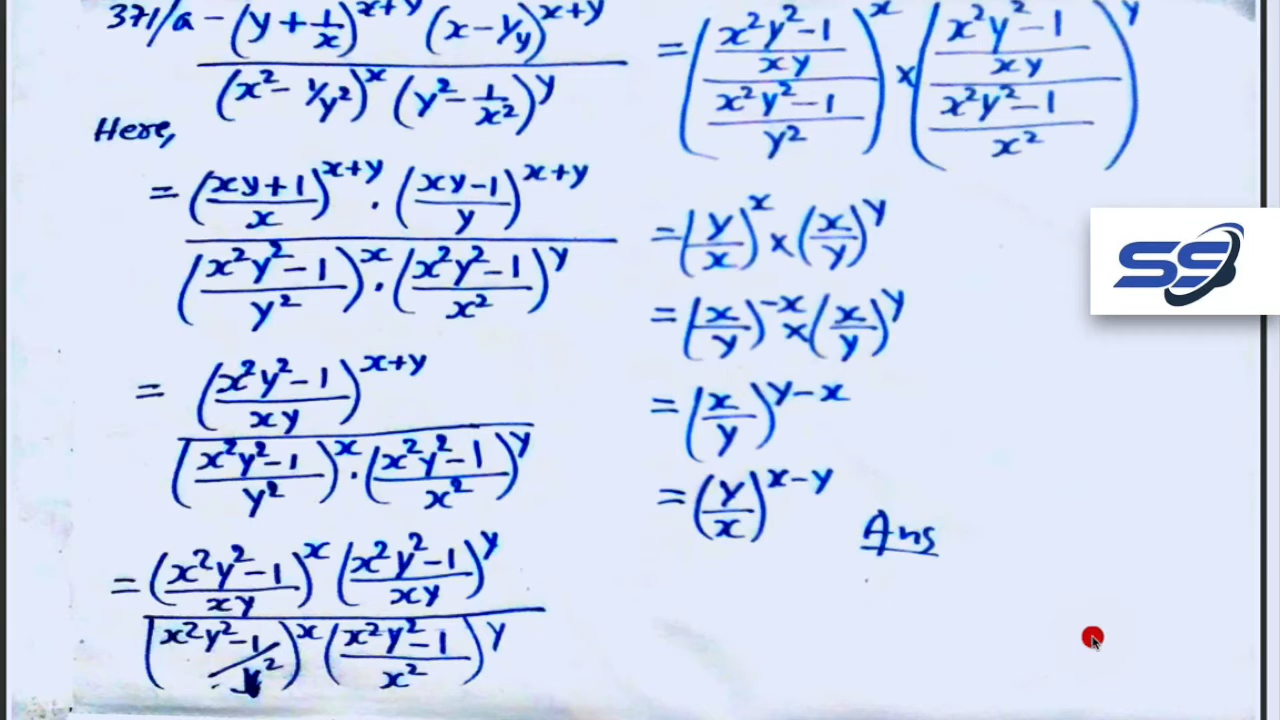 371/a - (y + 1/x)^(x+y) (x - 1/y)^(x+y)
(x² - 1/y²)^x (y² - 1/x²)^y
Here,
= ((xy+1)/x)^(x+y) · ((xy-1)/y)^(x+y)
((x²y²-1)/y²)^x · ((x²y²-1)/x²)^y
= ((x²y²-1)/xy)^(x+y)
((x²y²-1)/y²)^x · ((x²y²-1)/x²)^y
= ((x²y²-1)/xy)^x ((x²y²-1)/xy)^y
(x²y²-1)^x ((x²y²-1)/x²)^y
= (((x²y²-1)/xy)/((x²y²-1)/y²))^x × (((x²y²-1)/xy)/((x²y²-1)/x²))^y
= (y/x)^x × (x/y)^y
= (x/y)^-x × (x/y)^y
= (x/y)^(y-x)
= (y/x)^(x-y) Ans
SS